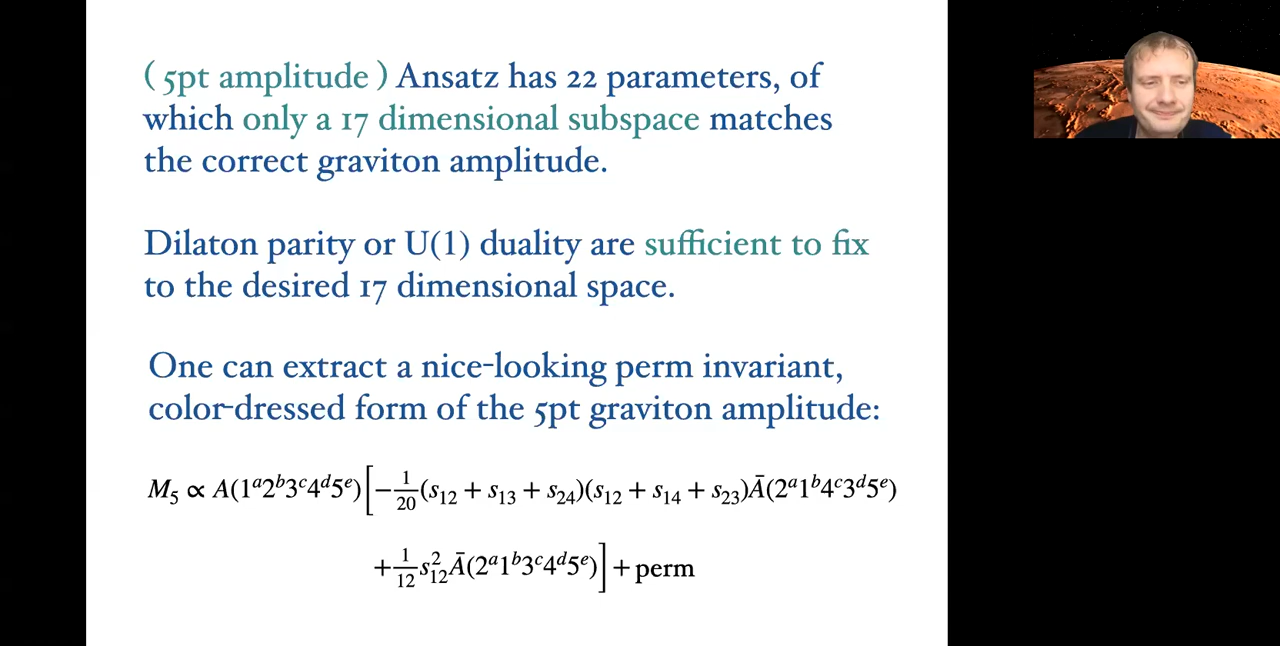 ( 5pt amplitude ) Ansatz has 22 parameters, of
which only a 17 dimensional subspace matches
the correct graviton amplitude.
Dilaton parity or U(1) duality are sufficient to fix
to the desired 17 dimensional space.
One can extract a nice-looking perm invariant,
color-dressed form of the 5pt graviton amplitude:
M₅ ∝ A(1ᵃ2ᵇ3ᶜ4ᵈ5ᵉ)[−1/20(s₁₂ + s₁₃ + s₂₄)(s₁₂ + s₁₄ + s₂₃)Ā(2ᵃ1ᵇ4ᶜ3ᵈ5ᵉ)
+1/12 s₁₂²Ā(2ᵃ1ᵇ3ᶜ4ᵈ5ᵉ)] + perm